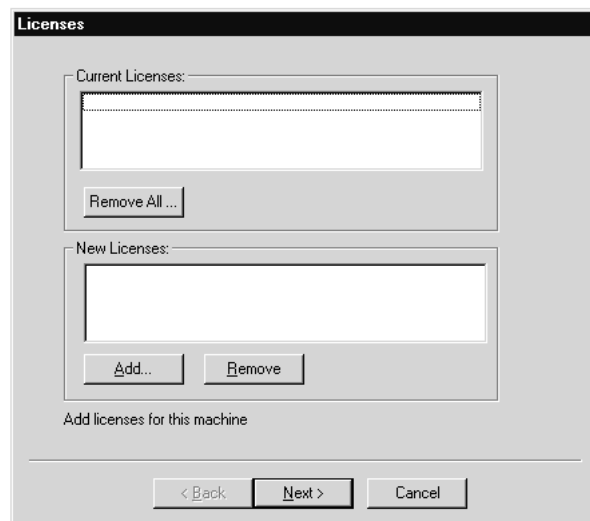 Licenses
Current Licenses:
Remove All ...
New Licenses:
Add...
Remove
Add licenses for this machine
< Back
Next >
Cancel